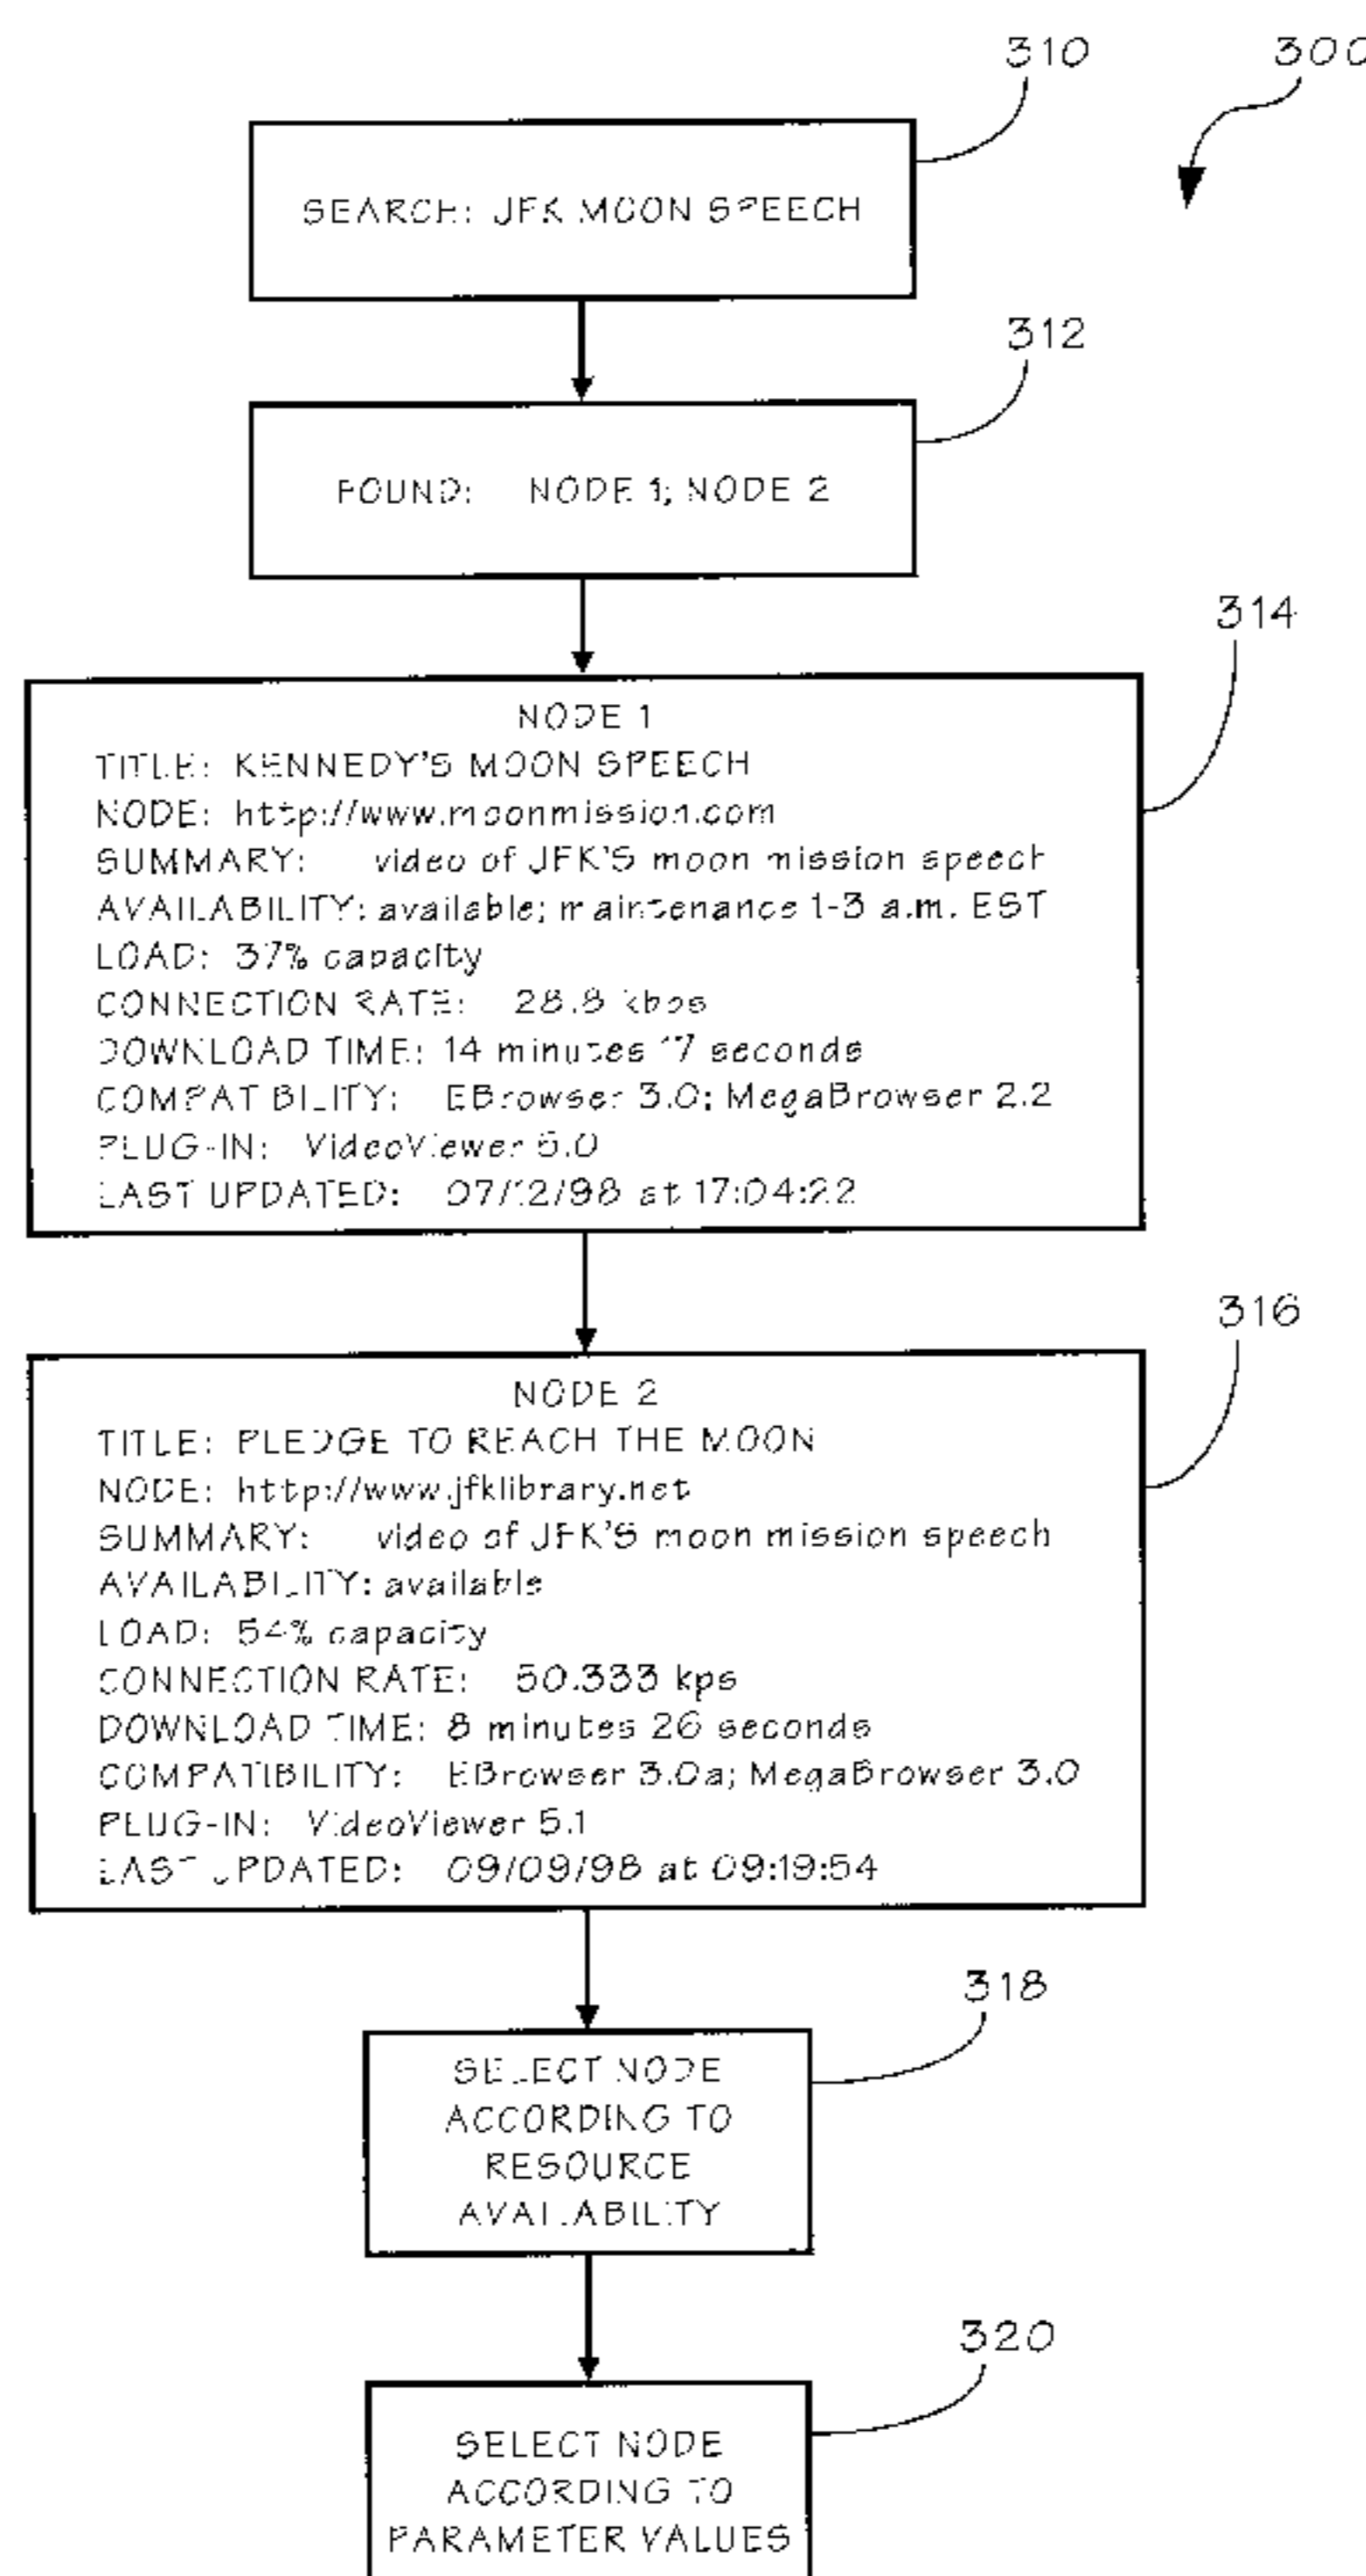 310
300
SEARCH: JFK MOON SPEECH
312
FOUND: NODE 1; NODE 2
314
NODE 1
TITLE: KENNEDY'S MOON SPEECH
NODE: http://www.moonmission.com
SUMMARY: video of JFK'S moon mission speech
AVAILABILITY: available; maintenance 1-3 a.m. EST
LOAD: 37% capacity
CONNECTION RATE: 28.8 kbps
DOWNLOAD TIME: 14 minutes 17 seconds
COMPATIBILITY: EBrowser 3.0; MegaBrowser 2.2
PLUG-IN: VideoViewer
LAST UPDATED: 07/12/98 at 17:04:22
316
NODE 2
TITLE: PLEDGE TO REACH THE MOON
NODE: http://www.jfklibrary.net
SUMMARY: video of JFK'S moon mission speech
AVAILABILITY: available
LOAD: 54% capacity
CONNECTION RATE: 50.333 kps
DOWNLOAD TIME: 8 minutes 26 seconds
COMPATIBILITY: EBrowser 3.0a; MegaBrowser 3.0
PLUG-IN: VideoViewer 5.1
LAST UPDATED: 09/09/98 at 09:19:54
318
SELECT NODE
ACCORDING TO
RESOURCE
AVAILABILITY
320
SELECT NODE
ACCORDING TO
PARAMETER VALUES